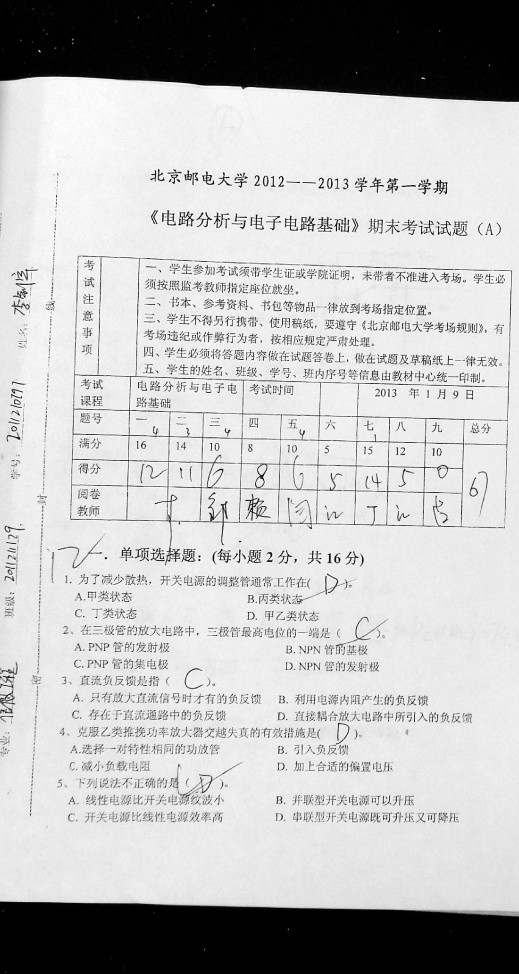 北京邮电大学2012——2013学年第一学期
《电路分析与电子电路基础》期末考试试题（A）
考试注意事项
一、学生参加考试须带学生证或学院证明，未带者不准进入考场。学生必
须按照监考教师指定座位就坐。
二、书本、参考资料、书包等物品一律放到考场指定位置。
三、学生不得另行携带、使用稿纸，要遵守《北京邮电大学考场规则》，有
考场违纪或作弊行为者，按相应规定严肃处理。
四、学生必须将答题内容做在试题答卷上，做在试题及草稿纸上一律无效。
五、学生的姓名、班级、学号、班内序号等信息由教材中心统一印制。
考试课程 电路分析与电子电路基础 考试时间 2013 年 1 月 9 日
题号 一 二 三 四 五 六 七 八 九 总分
4 3 4 4 1
满分 16 14 10 8 10 5 15 12 10
得分 12 11 6 8 6 5 14 5 0 67
阅卷教师
12
一．单项选择题：(每小题 2 分，共 16 分)
1. 为了减少散热，开关电源的调整管通常工作在( D )。
A.甲类状态 B.丙类状态
C. 丁类状态 D. 甲乙类状态
2、在三极管的放大电路中，三极管最高电位的一端是（ C ）。
A. PNP 管的发射极 B. NPN 管的基极
C. PNP 管的集电极 D. NPN 管的发射极
3、直流负反馈是指（ C ）。
A. 只有放大直流信号时才有的负反馈 B. 利用电源内阻产生的负反馈
C. 存在于直流通路中的负反馈 D. 直接耦合放大电路中所引入的负反馈
4、克服乙类推挽功率放大器交越失真的有效措施是( D )。
A.选择一对特性相同的功放管 B. 引入负反馈
C. 减小负载电阻 D. 加上合适的偏置电压
5、下列说法不正确的是（ D ）。
A. 线性电源比开关电源纹波小 B. 并联型开关电源可以升压
C. 开关电源比线性电源效率高 D. 串联型开关电源既可升压又可降压
姓名：
学号：
班级：
专业：
线
封
密